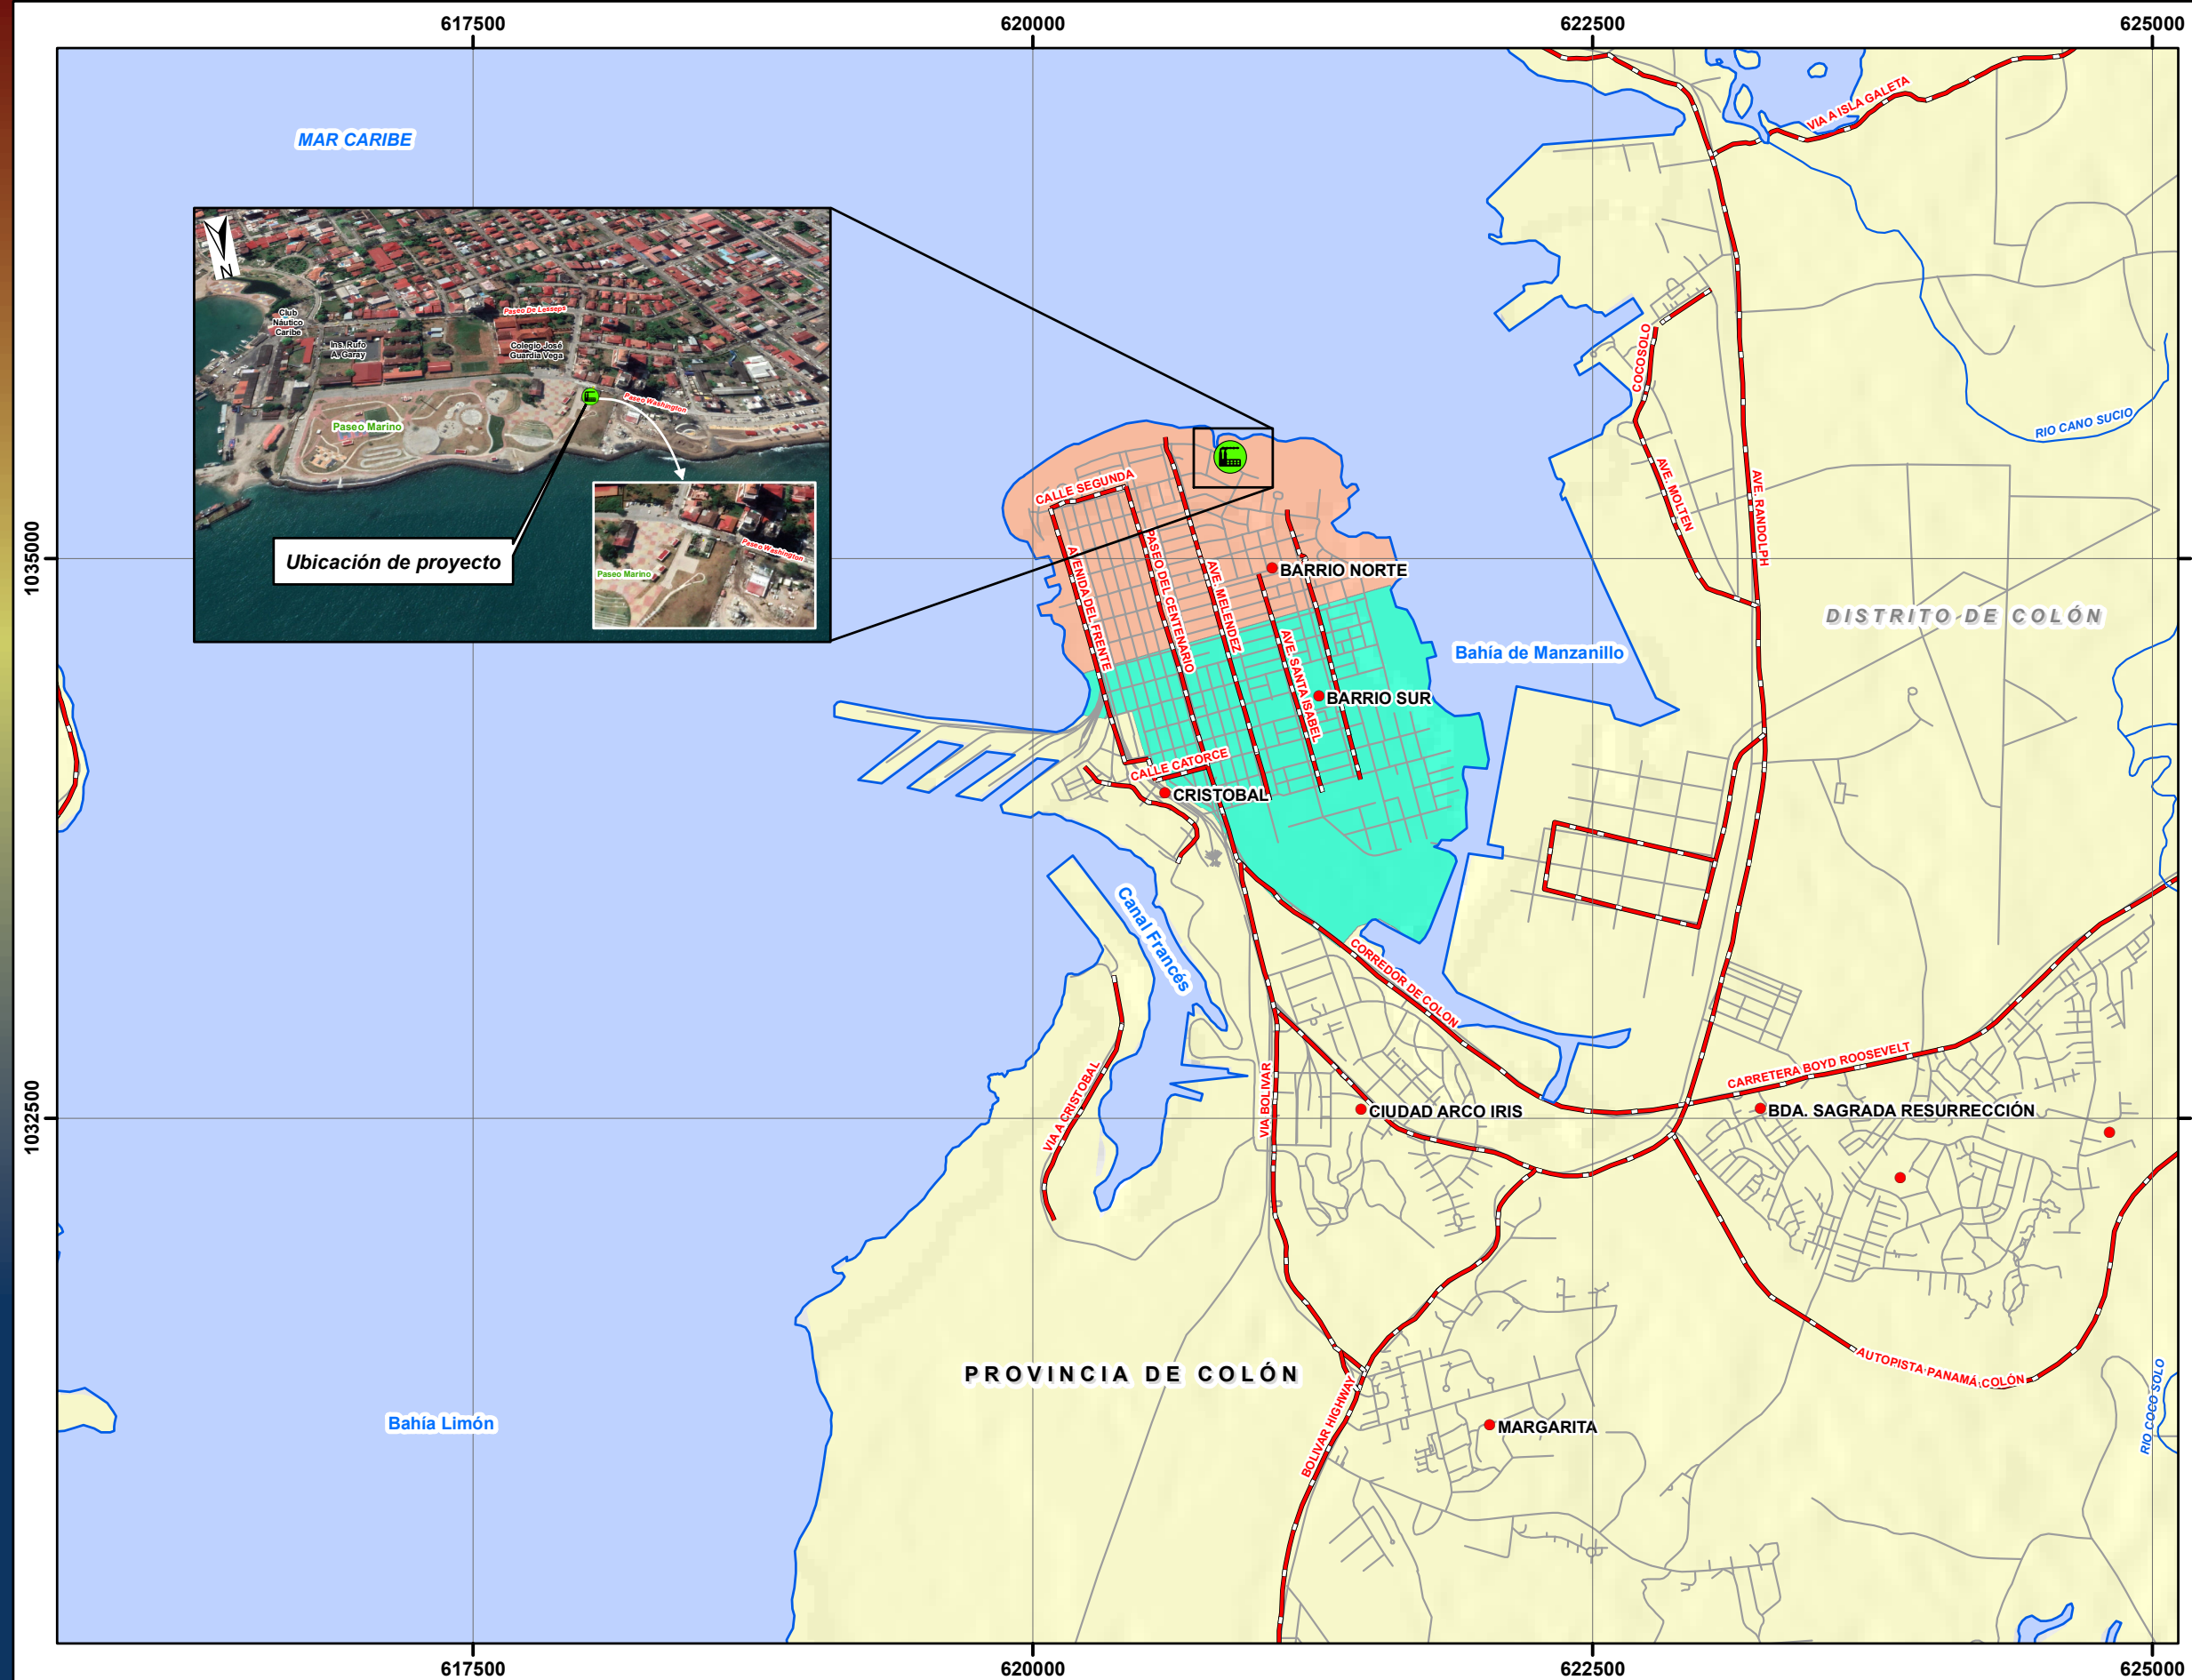 617500
620000
622500
625000
MAR CARIBE
VIA A ISLA GALETA
N
Club
Náutico
Caribe
Ins. Rufo
A. Garay
Paseo De Lesseps
Colegio José
Guardia Vega
Paseo Washington
Paseo Marino
Ubicación de proyecto
Paseo Washington
Paseo Marino
COCOSOLO
RIO CANO SUCIO
AVE. MOLTEN
AVE. RANDOLPH
CALLE SEGUNDA
1035000
AVENIDA DEL FRENTE
PASEO DEL CENTENARIO
AVE. MELENDEZ
BARRIO NORTE
DISTRITO DE COLÓN
Bahía de Manzanillo
AVE. SANTA ISABEL
BARRIO SUR
CALLE CATORCE
CRISTOBAL
Canal Francés
CORREDOR DE COLON
VIA A CRISTOBAL
VIA BOLIVAR
CARRETERA BOYD ROOSEVELT
1032500
CIUDAD ARCO IRIS
BDA. SAGRADA RESURRECCIÓN
PROVINCIA DE COLÓN
AUTOPISTA PANAMÁ COLÓN
RIO COCO SOLO
Bahía Limón
BOLIVAR HIGHWAY
MARGARITA
617500
620000
622500
625000